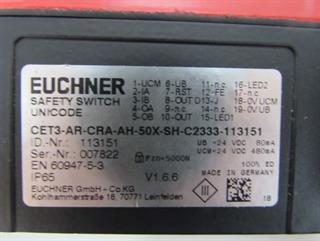 EUCHNER
SAFETY SWITCH
UNICODE
1-UCM 6-UB 11-n.c. 16-LED2
2-IA 7-RST 12-FE 17-n.c.
3-IB 8-OUT D 13-J 18-0V UCM
4-OA 9-n.c. 14-n.c. 19-0V UB
5-OB 10-OUT 15-LED1
CET3-AR-CRA-AH-50X-SH-C2333-113151
ID.-Nr.: 113151
UB =24 VDC 80mA
Ser.-Nr.: 007822
UCM=24 VDC 480mA
EN 60947-5-3
FZh=5000N
100% ED
IP65
V1.6.6
EUCHNER GmbH + Co.KG
Kohlhammerstraße 16, 70771 Leinfelden
III
18